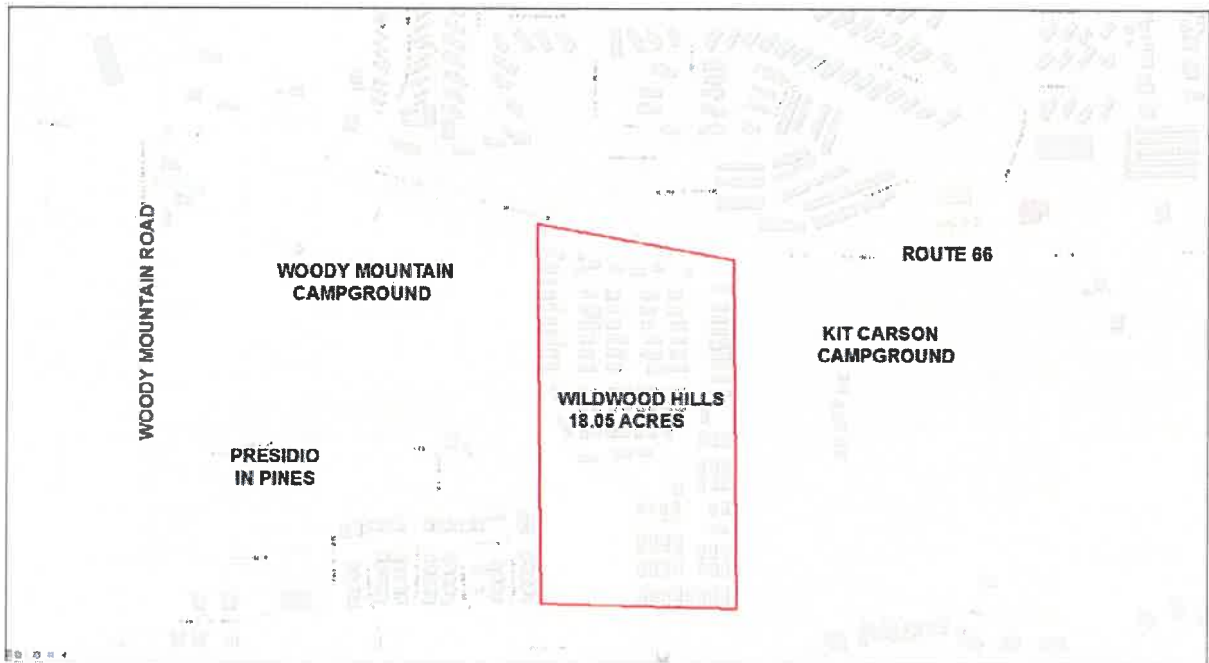 WOODY MOUNTAIN ROAD
WOODY MOUNTAIN
CAMPGROUND
ROUTE 66
KIT CARSON
CAMPGROUND
WILDWOOD HILLS
18.05 ACRES
PRESIDIO
IN PINES